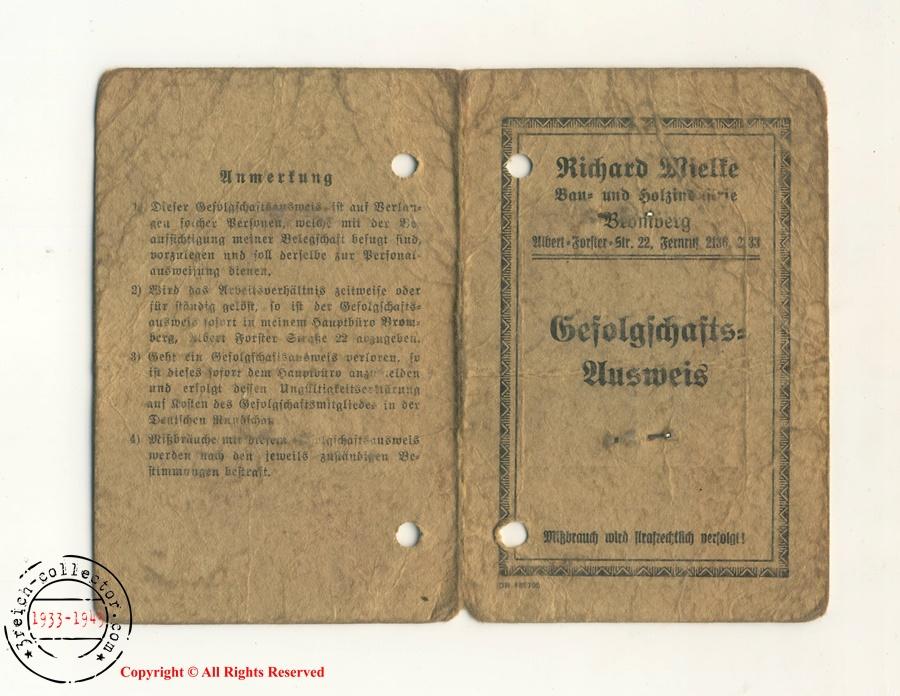 Anmerkung
1) Dieser Gefolgschaftsausweis ist auf Verlan-
gen solcher Personen, welche mit der Be
aufsichtigung meiner Belegschaft befugt sind,
vorzulegen und soll derselbe zur Personal-
ausweisung dienen.
2) Wird das Arbeitsverhältnis zeitweise oder
für ständig gelöst, so ist der Gefolgschafts-
ausweis sofort in meinem Hauptbüro Brom-
berg, Albert Forster Straße 22 abzugeben.
3) Geht ein Gefolgschaftsausweis verloren, so
ist dieses sofort dem Hauptbüro anzumelden
und erfolgt dessen Ungültigkeitserklärung
auf Kosten des Gefolgschaftsmitgliedes in der
Deutschen Rundschau
4) Mißbräuche mit diesem Gefolgschaftsausweis
werden nach den jeweils zuständigen Be-
stimmungen bestraft.
Richard Mielke
Bau- und Holzindustrie
Bromberg
Albert-Forster-Str. 22, Fernruf 2136,
Gefolgschafts-
Ausweis
Mißbrauch wird strafrechtlich verfolgt!
3reich-collector.com
1933-1945
Copyright © All Rights Reserved